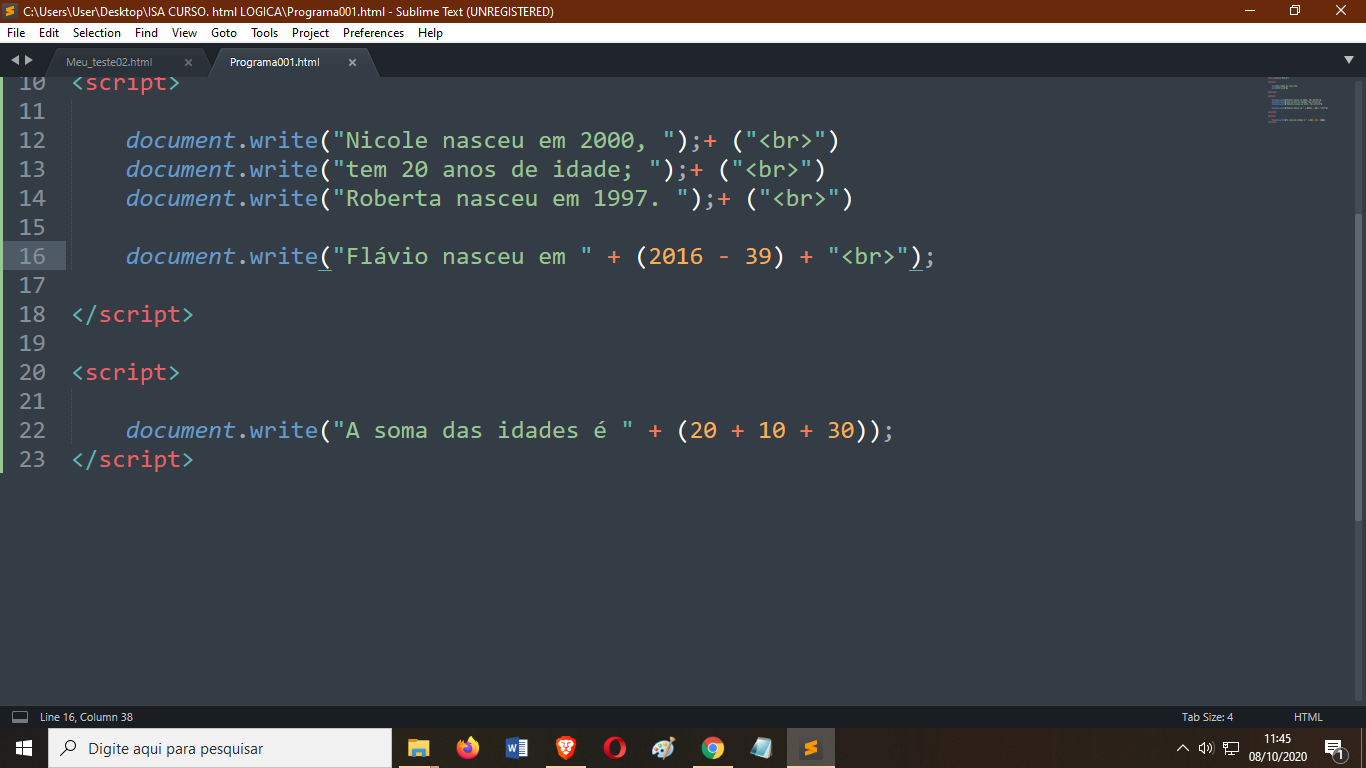 C:\Users\User\Desktop\ISA CURSO. html LOGICA\Programa001.html - Sublime Text (UNREGISTERED)
File Edit Selection Find View Goto Tools Project Preferences Help
Meu_teste02.html × Programa001.html ×
10 <script>
11
12 document.write("Nicole nasceu em 2000, ");+ ("<br>")
13 document.write("tem 20 anos de idade; ");+ ("<br>")
14 document.write("Roberta nasceu em 1997. ");+ ("<br>")
15
16 document.write("Flávio nasceu em " + (2016 - 39) + "<br>");
17
18 </script>
19
20 <script>
21
22 document.write("A soma das idades é " + (20 + 10 + 30));
23 </script>
Line 16, Column 38 Tab Size: 4 HTML
Digite aqui para pesquisar
11:45
08/10/2020
1